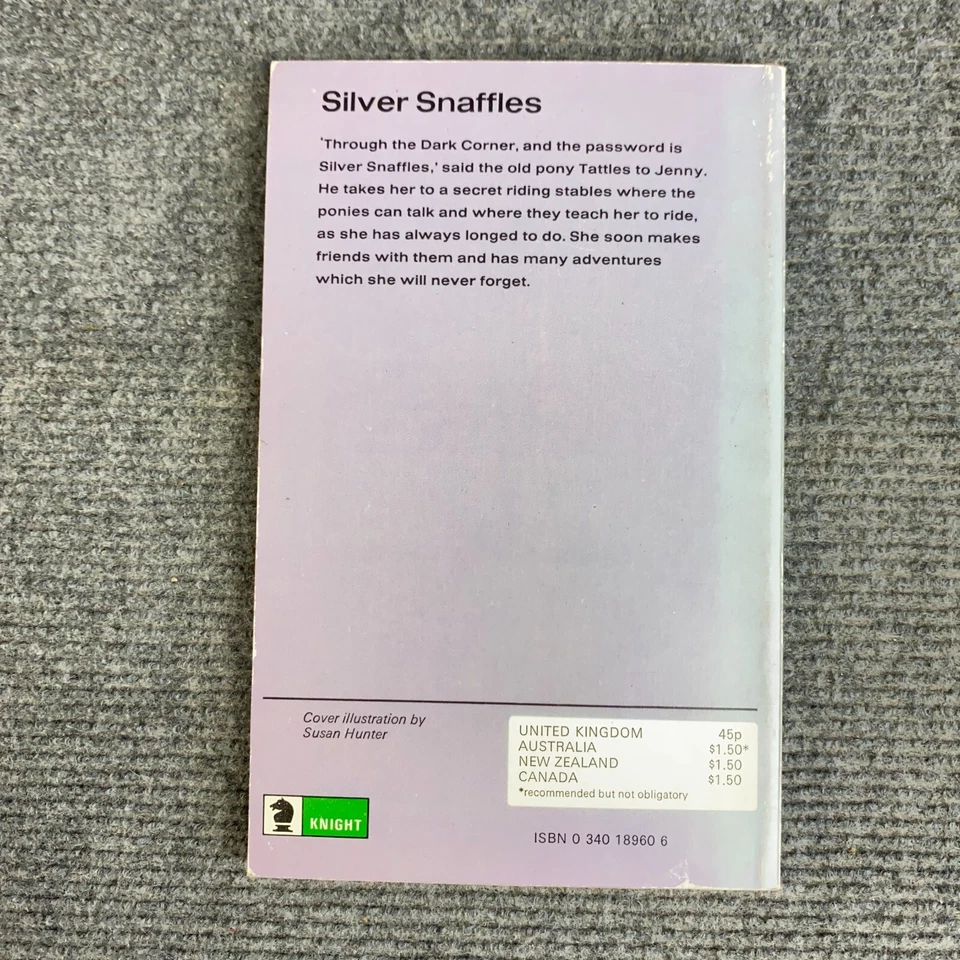 Silver Snaffles
‘Through the Dark Corner, and the password is
Silver Snaffles,’ said the old pony Tattles to Jenny.
He takes her to a secret riding stables where the
ponies can talk and where they teach her to ride,
as she has always longed to do. She soon makes
friends with them and has many adventures
which she will never forget.
Cover illustration by
Susan Hunter
UNITED KINGDOM 45p
AUSTRALIA $1.50*
NEW ZEALAND $1.50
CANADA $1.50
*recommended but not obligatory
KNIGHT
ISBN 0 340 18960 6